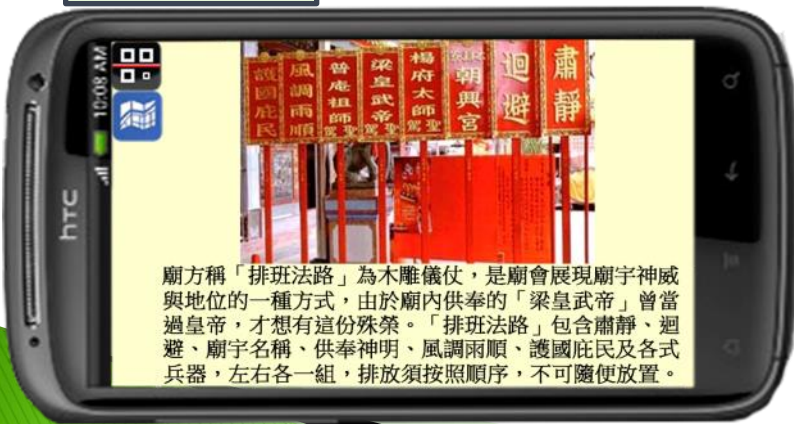 10:08 AM
hTC
肅靜
迴避
朝興宮
楊府太師聖駕
梁皇武帝聖駕
普庵祖師聖駕
風調雨順
護國庇民
廟方稱「排班法路」為木雕儀仗，是廟會展現廟宇神威
與地位的一種方式，由於廟內供奉的「梁皇武帝」曾當
過皇帝，才想有這份殊榮。「排班法路」包含肅靜、迴
避、廟宇名稱、供奉神明、風調雨順、護國庇民及各式
兵器，左右各一組，排放須按照順序，不可隨便放置。